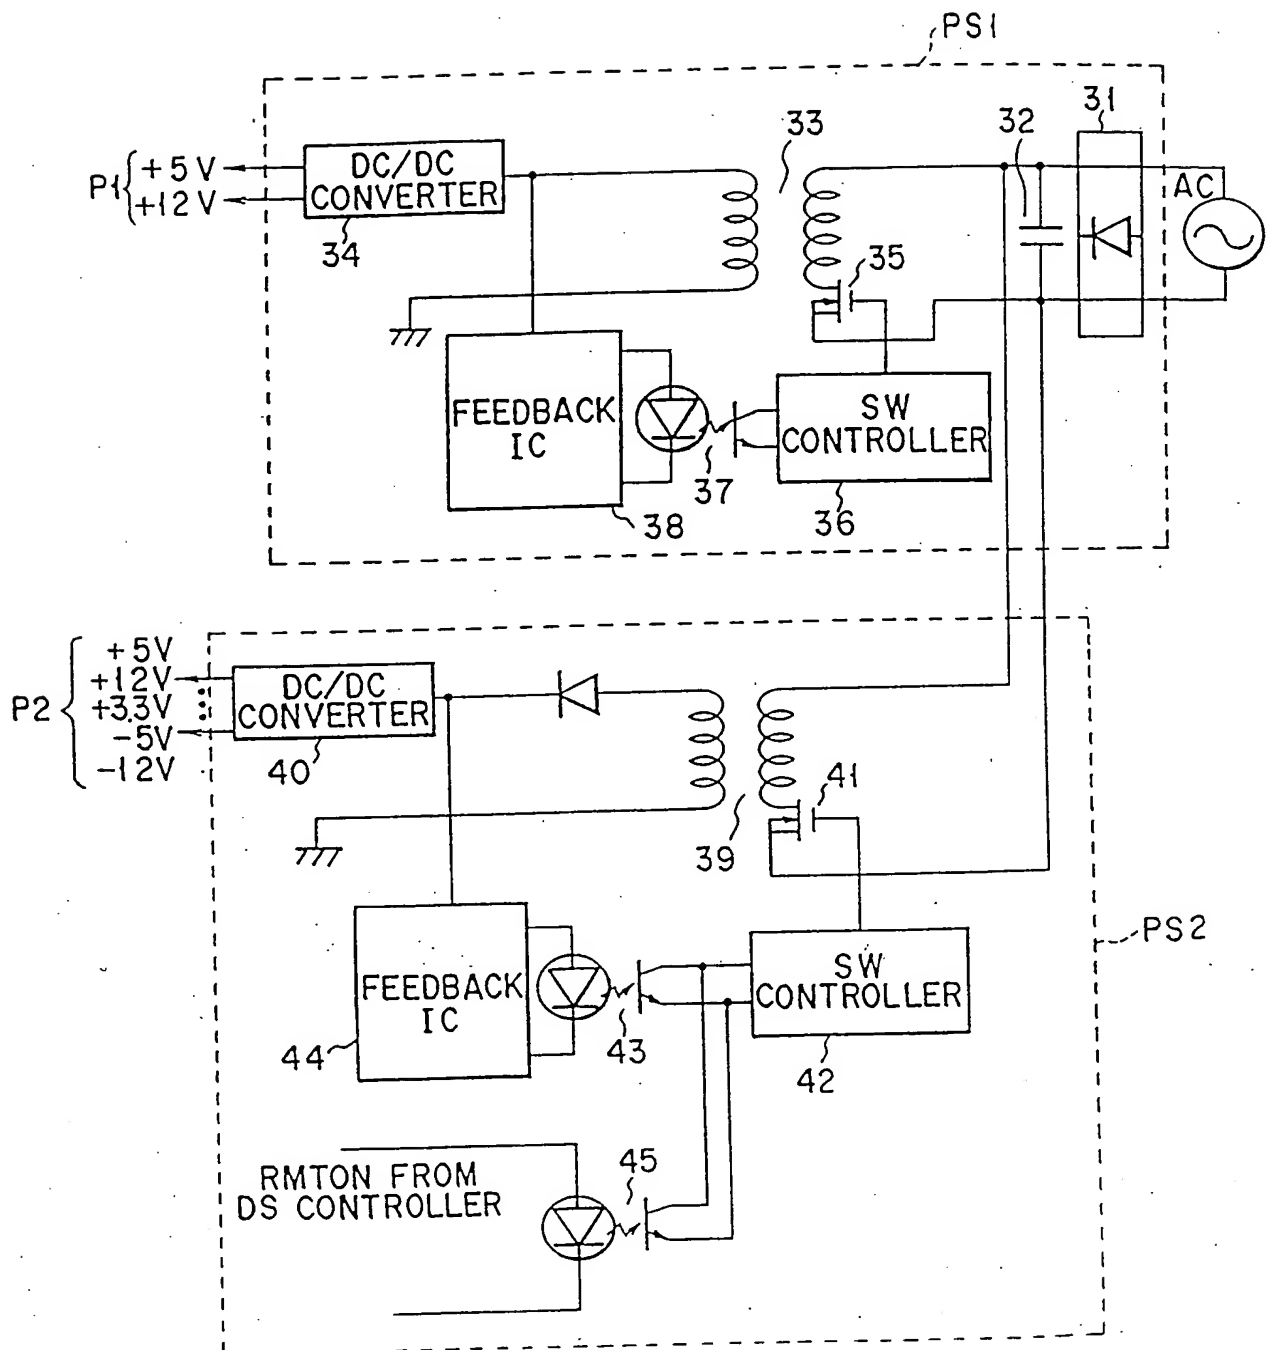 PS1
31
32
33
AC
P1
+5V
+12V
DC/DC
CONVERTER
34
35
FEEDBACK
IC
SW
CONTROLLER
37
36
38
P2
+5V
+12V
+3.3V
-5V
-12V
DC/DC
CONVERTER
40
41
39
PS2
FEEDBACK
IC
SW
CONTROLLER
44
43
42
RMTON FROM
DS CONTROLLER
45